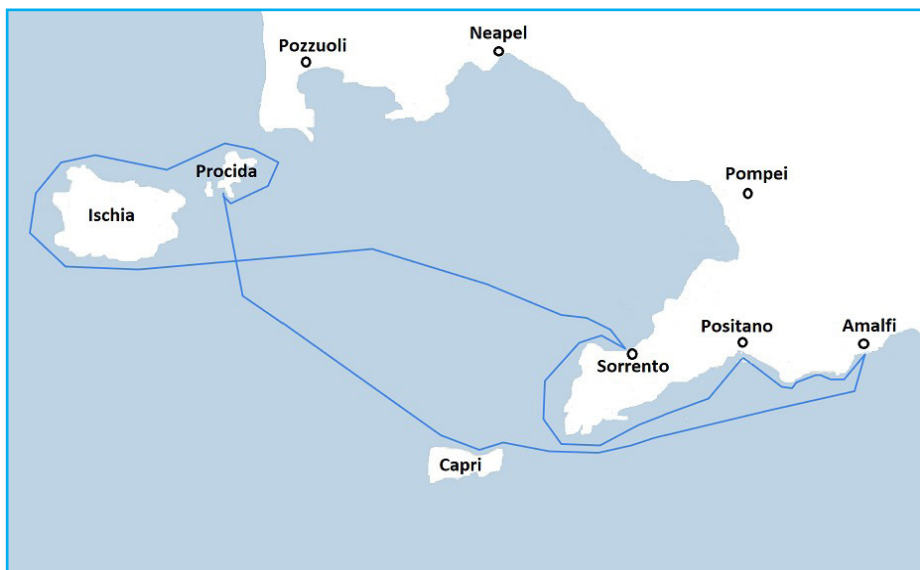 Neapel
Pozzuoli
Procida
Pompei
Ischia
Positano
Amalfi
Sorrento
Capri